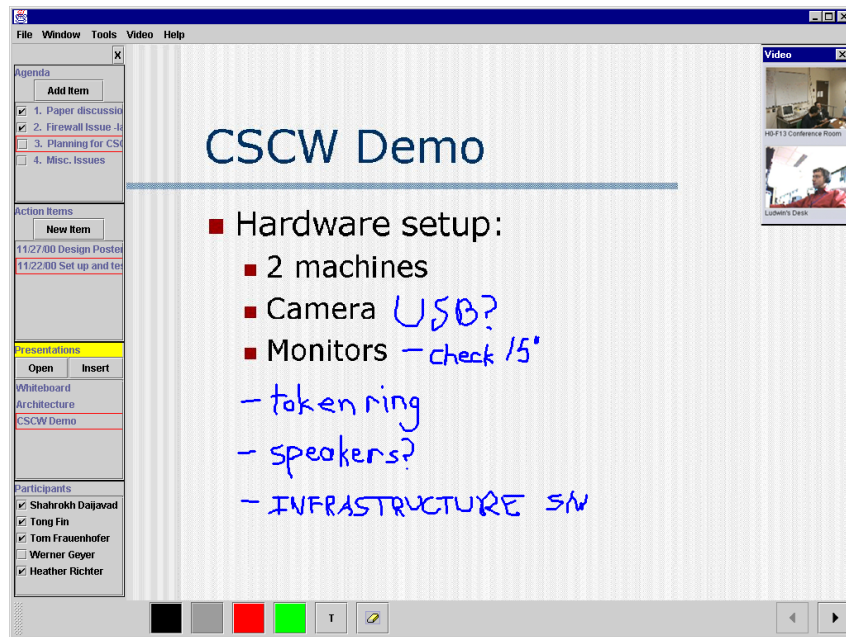 File Window Tools Video Help
X
Agenda
Add Item
1. Paper discussio
2. Firewall Issue -la
3. Planning for CSC
4. Misc. Issues
Action Items
New Item
11/27/00 Design Poster
11/22/00 Set up and tes
Presentations
Open Insert
Whiteboard
Architecture
CSCW Demo
Participants
Shahrokh Daijavad
Tong Fin
Tom Frauenhofer
Werner Geyer
Heather Richter
CSCW Demo
Hardware setup:
2 machines
Camera USB?
Monitors - check 15"
- token ring
- speakers?
- INFRASTRUCTURE S/W
T
Video X
H0-F13 Conference Room
Ludwin's Desk